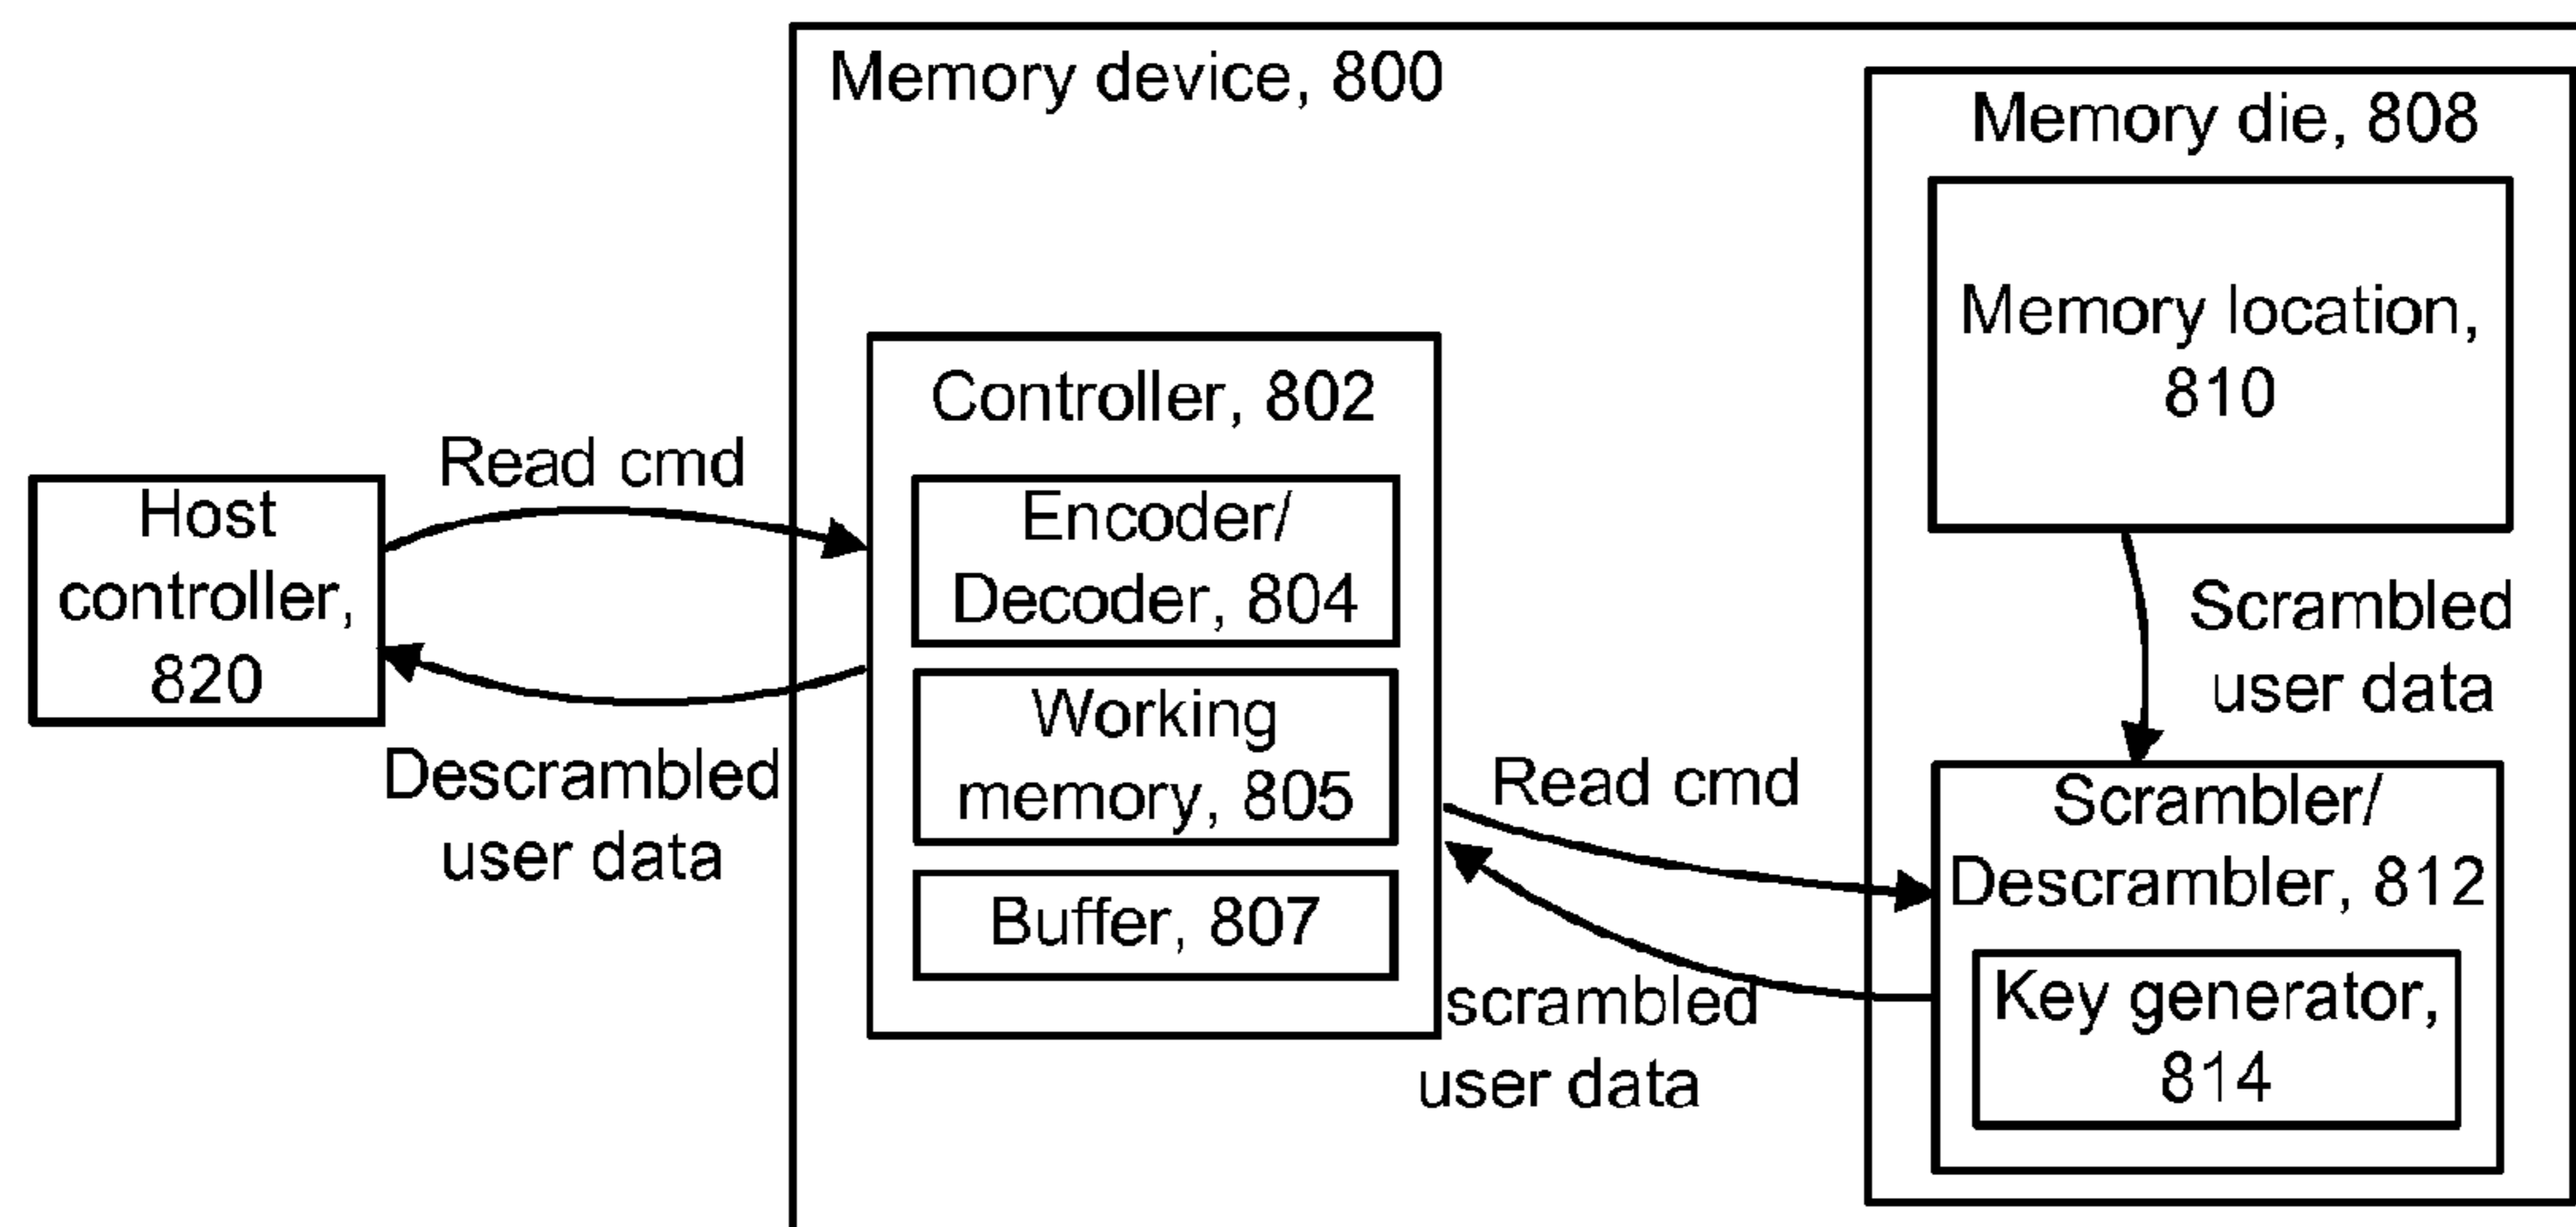 Memory device, 800
Memory die, 808
Memory location,
810
Controller, 802
Read cmd
Host
controller,
820
Encoder/
Decoder, 804
Scrambled
user data
Working
memory, 805
Descrambled
user data
Read cmd
Scrambler/
Descrambler, 812
Buffer, 807
scrambled
user data
Key generator,
814